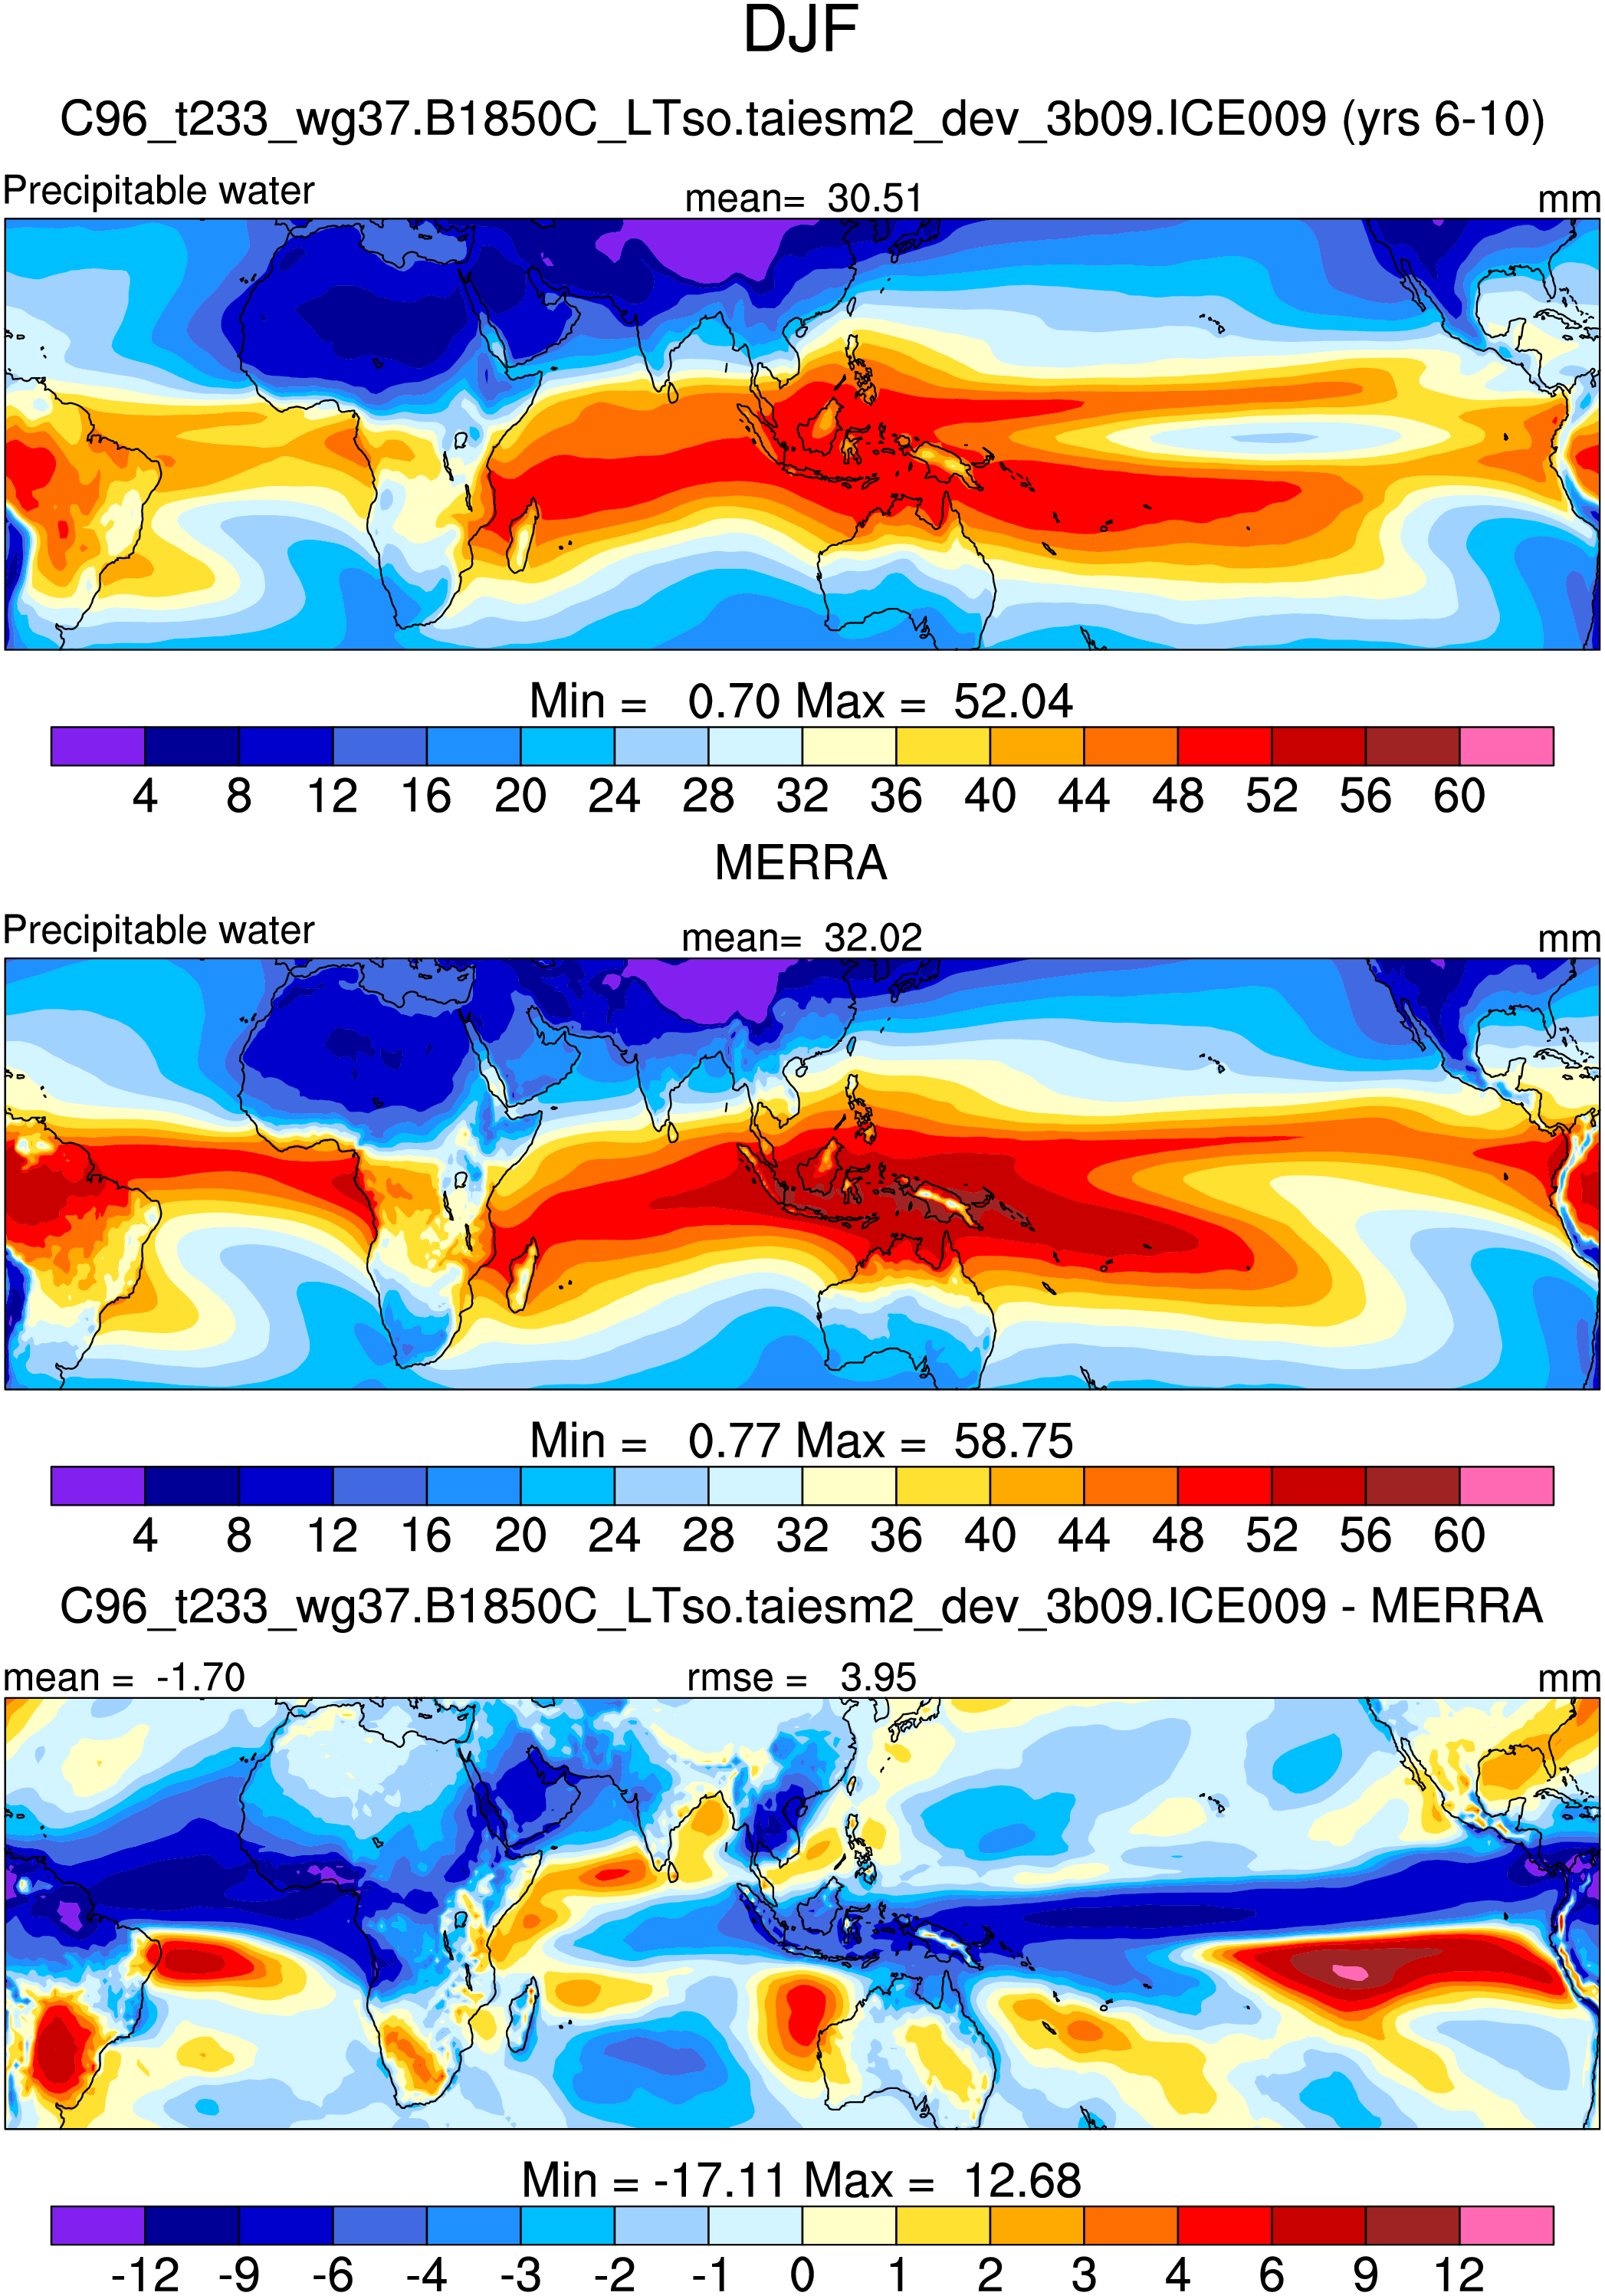 DJF
C96_t233_wg37.B1850C_LTso.taiesm2_dev_3b09.ICE009 (yrs 6-10)
Precipitable water mean= 30.51 mm
Min = 0.70 Max = 52.04
4 8 12 16 20 24 28 32 36 40 44 48 52 56 60
MERRA
Precipitable water mean= 32.02 mm
Min = 0.77 Max = 58.75
4 8 12 16 20 24 28 32 36 40 44 48 52 56 60
C96_t233_wg37.B1850C_LTso.taiesm2_dev_3b09.ICE009 - MERRA
mean = -1.70 rmse = 3.95 mm
Min = -17.11 Max = 12.68
-12 -9 -6 -4 -3 -2 -1 0 1 2 3 4 6 9 12